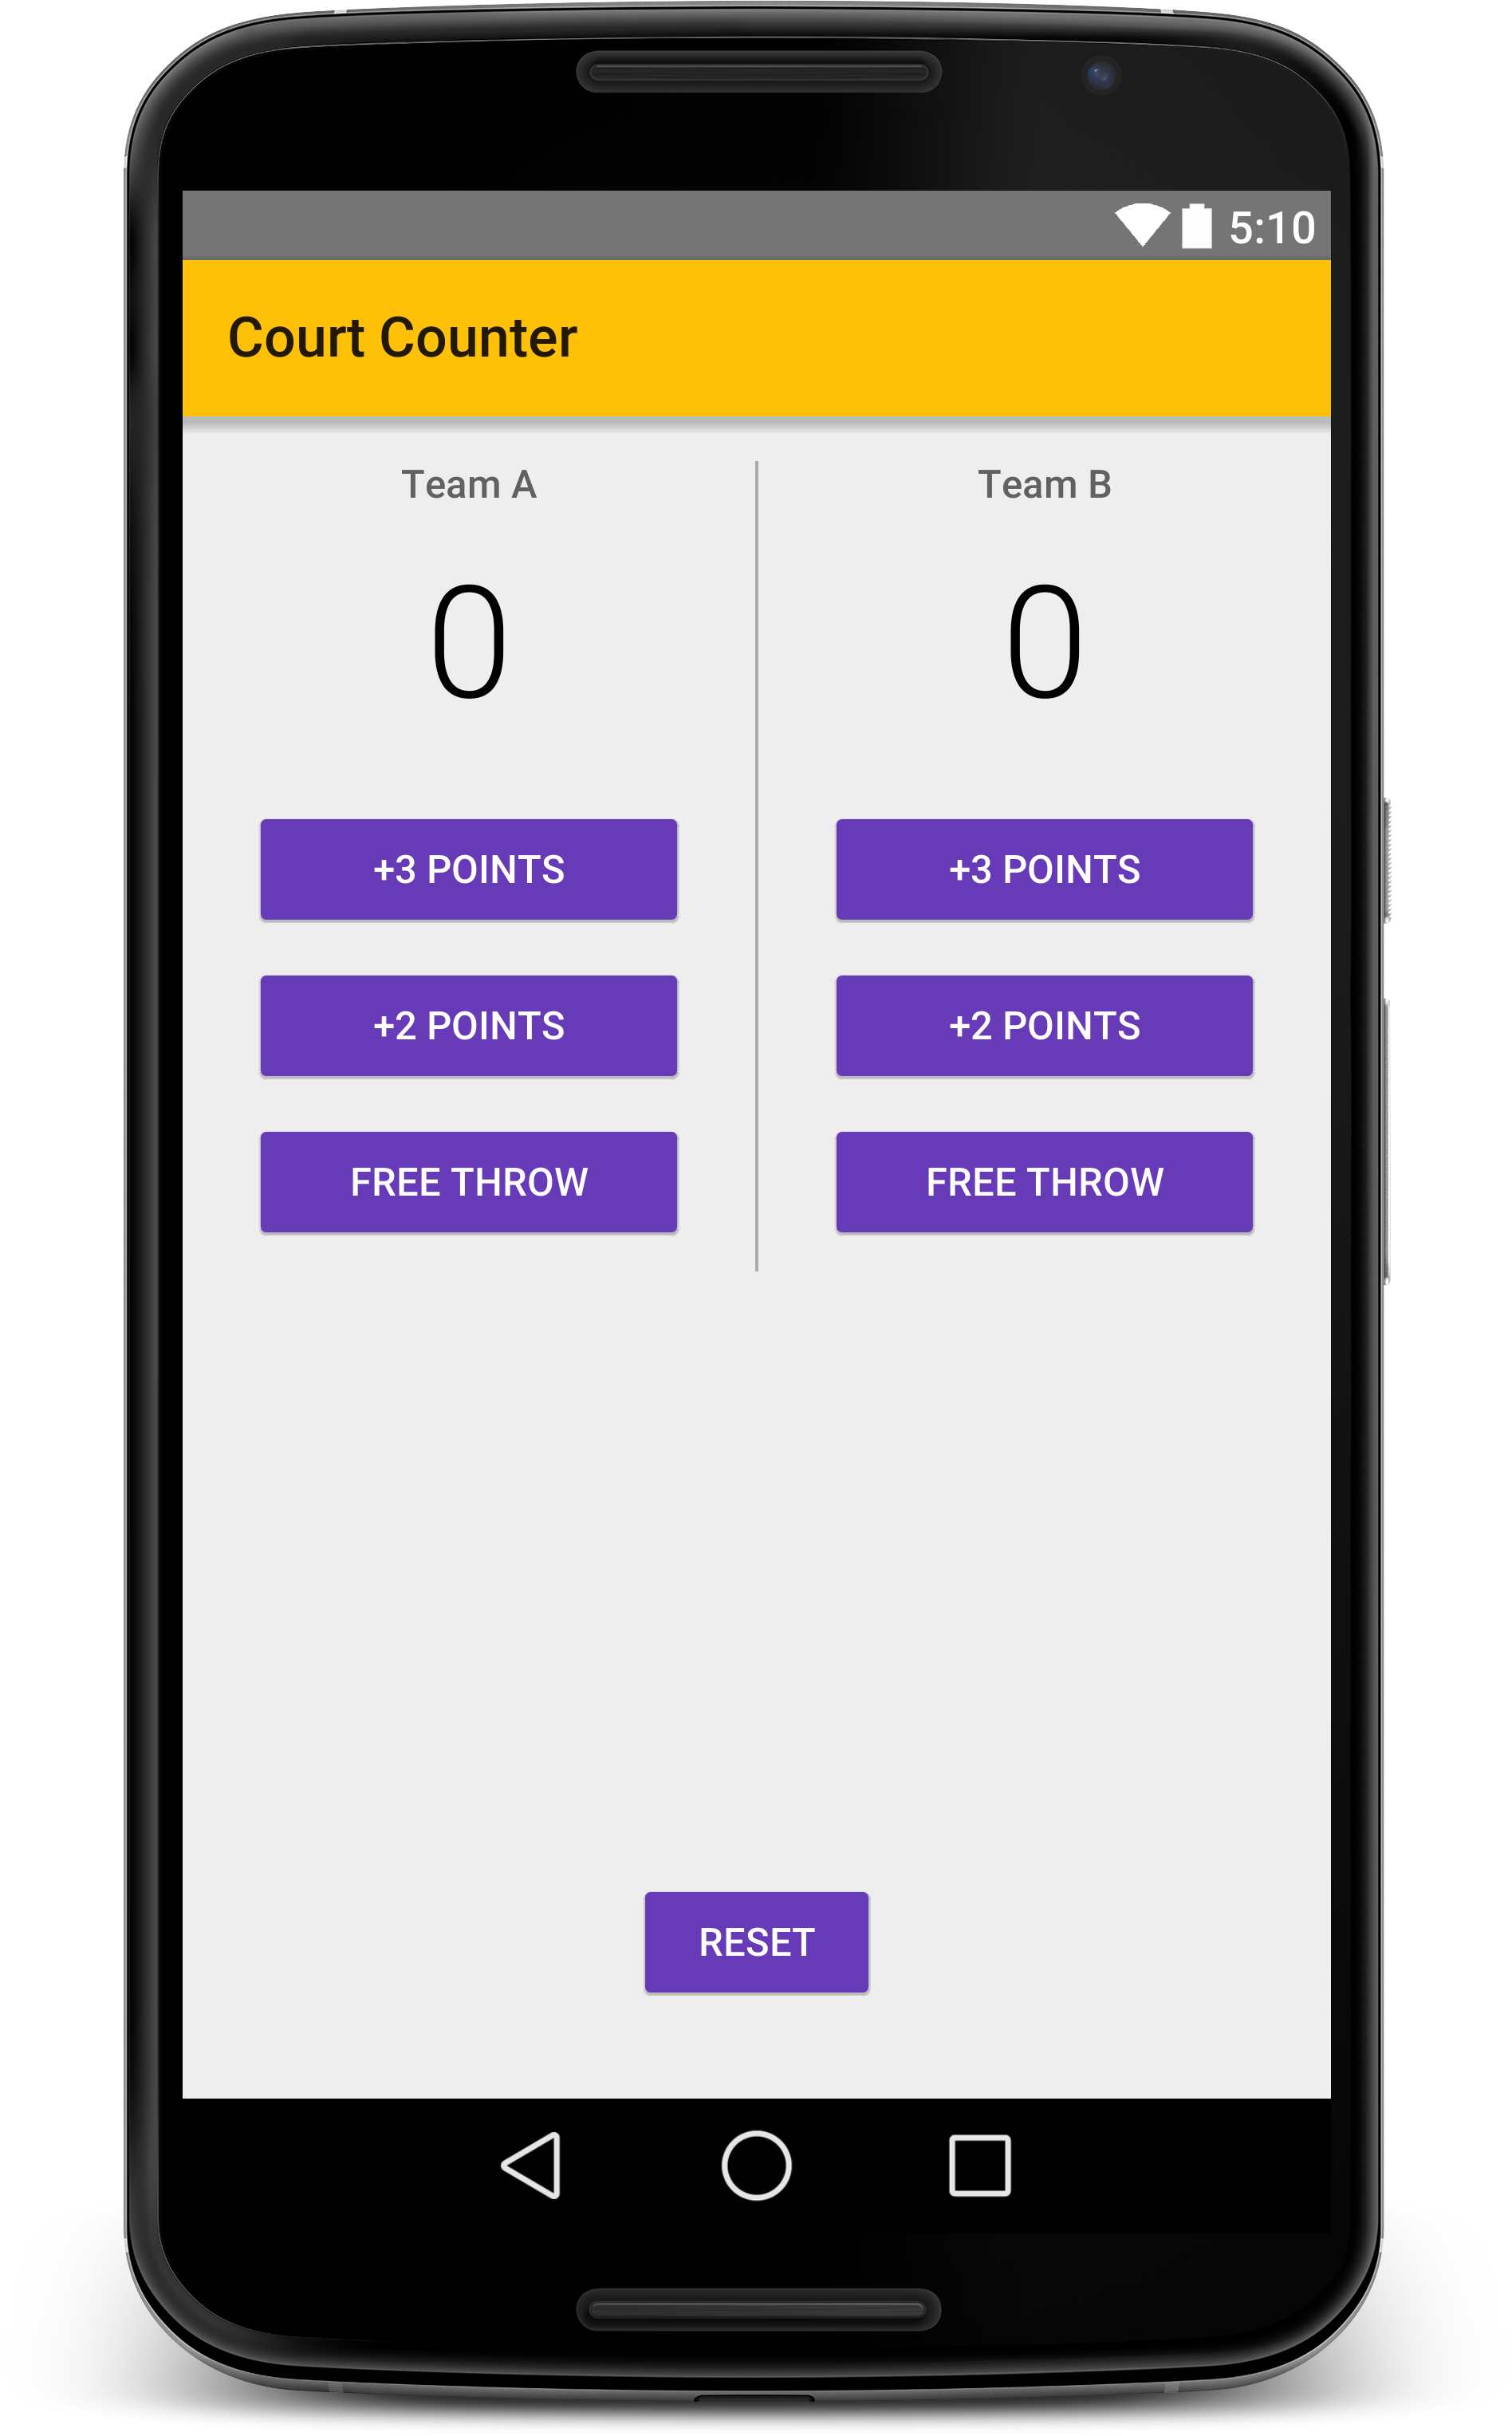 5:10
Court Counter
Team A
Team B
0
0
+3 POINTS
+3 POINTS
+2 POINTS
+2 POINTS
FREE THROW
FREE THROW
RESET